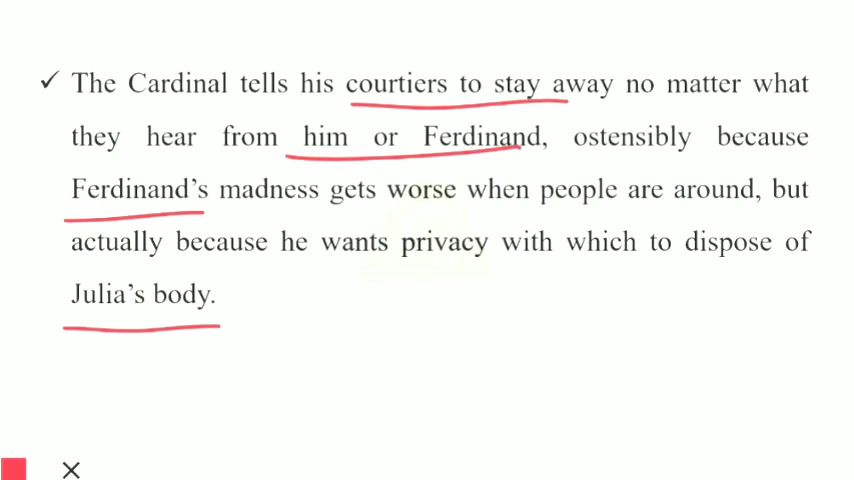 ✓ The Cardinal tells his courtiers to stay away no matter what
they hear from him or Ferdinand, ostensibly because
Ferdinand’s madness gets worse when people are around, but
actually because he wants privacy with which to dispose of
Julia’s body.